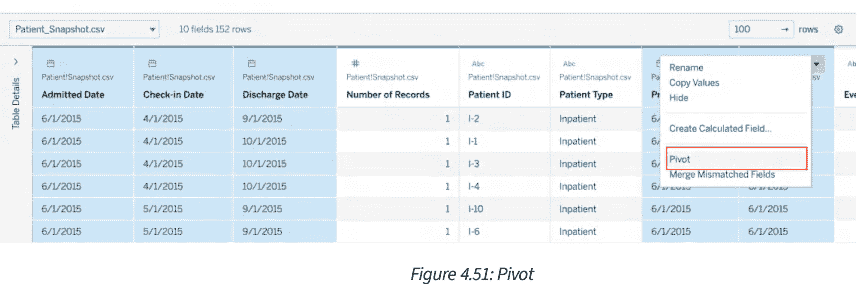 Patient_Snapshot.csv 10 fields 152 rows 100 → rows
Abc Abc Ab
Patient!Snapshot.csv Patient!Snapshot.csv Patient!Snapshot.csv Patient!Snapshot.csv Patient!Snapshot.csv Patient!Snapshot.csv Patient!
Admitted Date Check-in Date Discharge Date Number of Records Patient ID Patient Type
6/1/2015 4/1/2015 9/1/2015 1 I-2 Inpatient
6/1/2015 4/1/2015 10/1/2015 1 I-1 Inpatient
6/1/2015 4/1/2015 10/1/2015 1 I-3 Inpatient
6/1/2015 4/1/2015 10/1/2015 1 I-4 Inpatient
6/1/2015 5/1/2015 9/1/2015 1 I-10 Inpatient 6/1/2015 6/1/2015
6/1/2015 5/1/2015 9/1/2015 1 I-6 Inpatient 6/1/2015 6/1/2015
Table Details
Rename
Copy Values
Hide
Create Calculated Field...
Pivot
Merge Mismatched Fields
Figure 4.51: Pivot